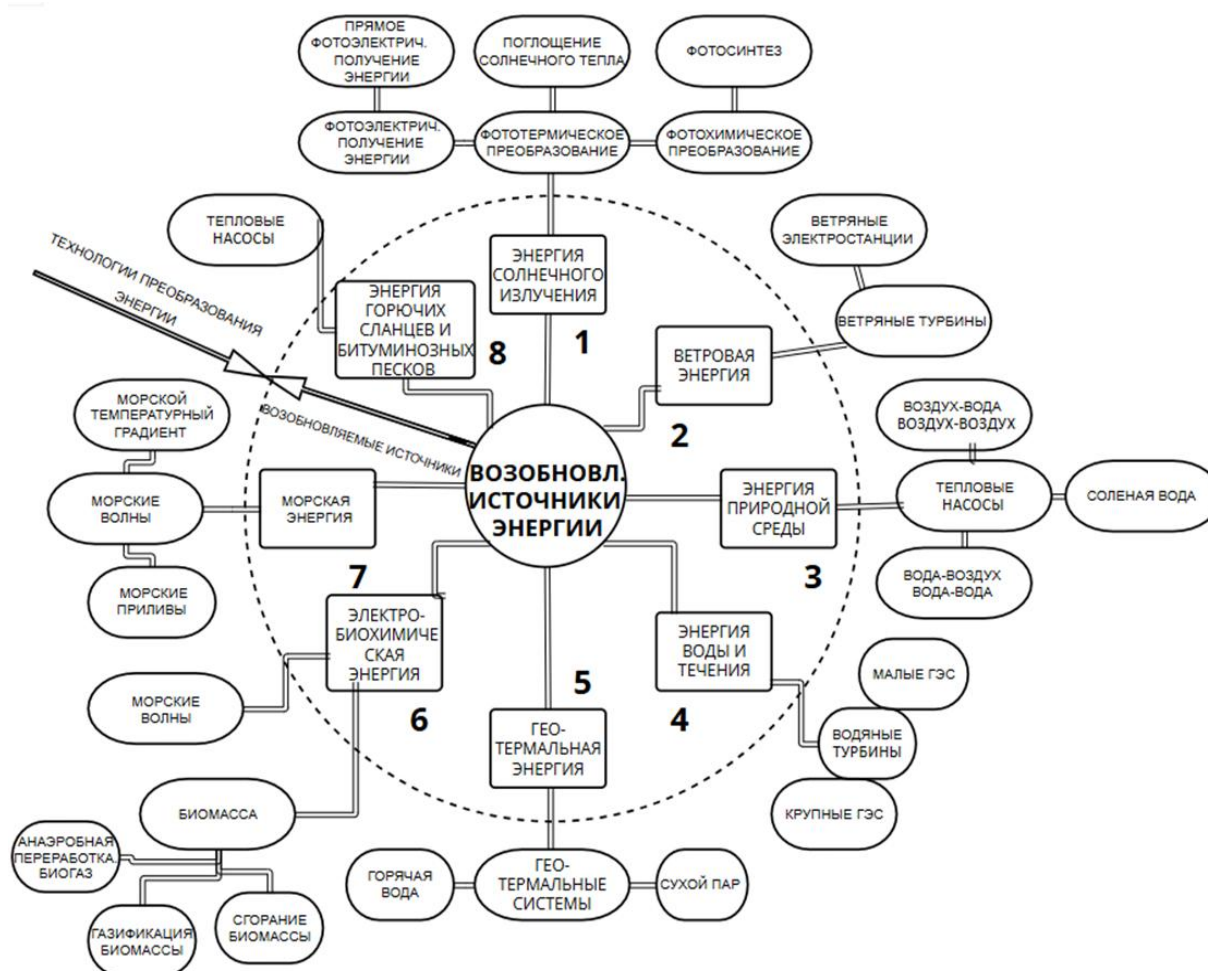 ПРЯМОЕ
ФОТОЭЛЕКТРИЧ.
ПОЛУЧЕНИЕ
ЭНЕРГИИ
ПОГЛОЩЕНИЕ
СОЛНЕЧНОГО ТЕПЛА
ФОТОСИНТЕЗ
ФОТОЭЛЕКТРИЧ.
ПОЛУЧЕНИЕ
ЭНЕРГИИ
ФОТОТЕРМИЧЕСКОЕ
ПРЕОБРАЗОВАНИЕ
ФОТОХИМИЧЕСКОЕ
ПРЕОБРАЗОВАНИЕ
ТЕПЛОВЫЕ
НАСОСЫ
ТЕХНОЛОГИИ ПРЕОБРАЗОВАНИЯ
ЭНЕРГИИ
ЭНЕРГИЯ
СОЛНЕЧНОГО
ИЗЛУЧЕНИЯ
1
ВЕТРЯНЫЕ
ЭЛЕКТРОСТАНЦИИ
ВЕТРЯНЫЕ ТУРБИНЫ
ЭНЕРГИЯ
ГОРЮЧИХ
СЛАНЦЕВ И
БИТУМИНОЗНЫХ
ПЕСКОВ
8
ВЕТРОВАЯ
ЭНЕРГИЯ
2
ВОЗОБНОВЛЯЕМЫЕ ИСТОЧНИКИ
МОРСКОЙ
ТЕМПЕРАТУРНЫЙ
ГРАДИЕНТ
ВОЗДУХ-ВОДА
ВОЗДУХ-ВОЗДУХ
ВОЗОБНОВЛ.
ИСТОЧНИКИ
ЭНЕРГИИ
МОРСКИЕ
ВОЛНЫ
МОРСКАЯ
ЭНЕРГИЯ
7
ЭНЕРГИЯ
ПРИРОДНОЙ
СРЕДЫ
3
ТЕПЛОВЫЕ
НАСОСЫ
СОЛЕНАЯ ВОДА
МОРСКИЕ
ПРИЛИВЫ
ВОДА-ВОЗДУХ
ВОДА-ВОДА
ЭЛЕКТРО-
БИОХИМИЧЕ
СКАЯ
ЭНЕРГИЯ
6
ЭНЕРГИЯ
ВОДЫ И
ТЕЧЕНИЯ
4
МАЛЫЕ ГЭС
ВОДЯНЫЕ
ТУРБИНЫ
КРУПНЫЕ ГЭС
МОРСКИЕ
ВОЛНЫ
5
ГЕО-
ТЕРМАЛЬНАЯ
ЭНЕРГИЯ
БИОМАССА
АНАЭРОБНАЯ
ПЕРЕРАБОТКА.
БИОГАЗ
ГАЗИФИКАЦИЯ
БИОМАССЫ
СГОРАНИЕ
БИОМАССЫ
ГОРЯЧАЯ
ВОДА
ГЕО-
ТЕРМАЛЬНЫЕ
СИСТЕМЫ
СУХОЙ ПАР